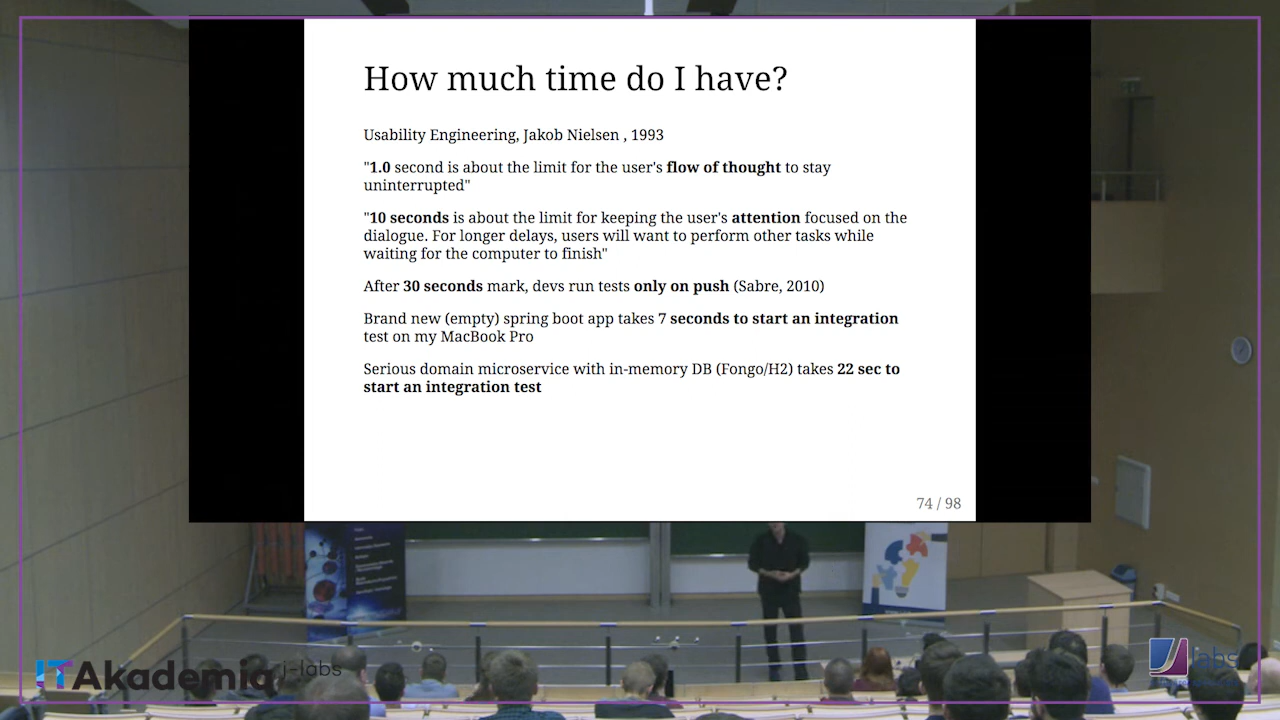 How much time do I have?
Usability Engineering, Jakob Nielsen , 1993
"1.0 second is about the limit for the user's flow of thought to stay
uninterrupted"
"10 seconds is about the limit for keeping the user's attention focused on the
dialogue. For longer delays, users will want to perform other tasks while
waiting for the computer to finish"
After 30 seconds mark, devs run tests only on push (Sabre, 2010)
Brand new (empty) spring boot app takes 7 seconds to start an integration
test on my MacBook Pro
Serious domain microservice with in-memory DB (Fongo/H2) takes 22 sec to
start an integration test
74 / 98
ITAkademia j-labs
labs